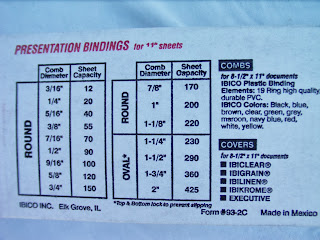 PRESENTATION BINDINGS for 11" sheets
Comb Diameter Sheet Capacity
ROUND
3/16" 12
1/4" 20
5/16" 40
3/8" 55
7/16" 70
1/2" 90
9/16" 100
5/8" 120
3/4" 150
Comb Diameter Sheet Capacity
ROUND
7/8" 170
1" 200
1-1/8" 220
OVAL*
1-1/4" 230
1-1/2" 290
1-3/4" 360
2" 425
COMBS
for 8-1/2" x 11" documents
IBICO Plastic Binding
Elements: 19 Ring high quality,
durable PVC.
IBICO Colors: Black, blue,
brown, clear, green, grey,
maroon, navy blue, red,
white, yellow.
COVERS
for 8-1/2" x 11" documents
IBICLEAR®
IBIGRAIN®
IBILINEN®
IBIKROME®
EXECUTIVE
IBICO INC. Elk Grove, IL
*Top & Bottom lock to prevent slipping
Form #93-2C Made in Mexico